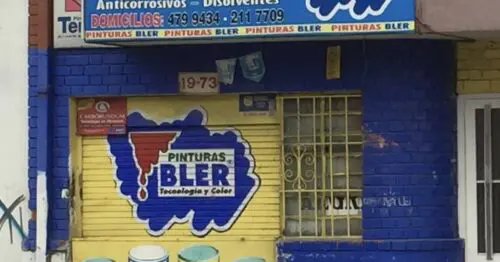 Anticorrosivos – Disolventes
DOMICILIOS: 479 9434 - 211 7709
PINTURAS BLER PINTURAS BLER PINTURAS BLER PINTURAS BLER
19-73
PINTURAS
BLER
Tecnología y Color